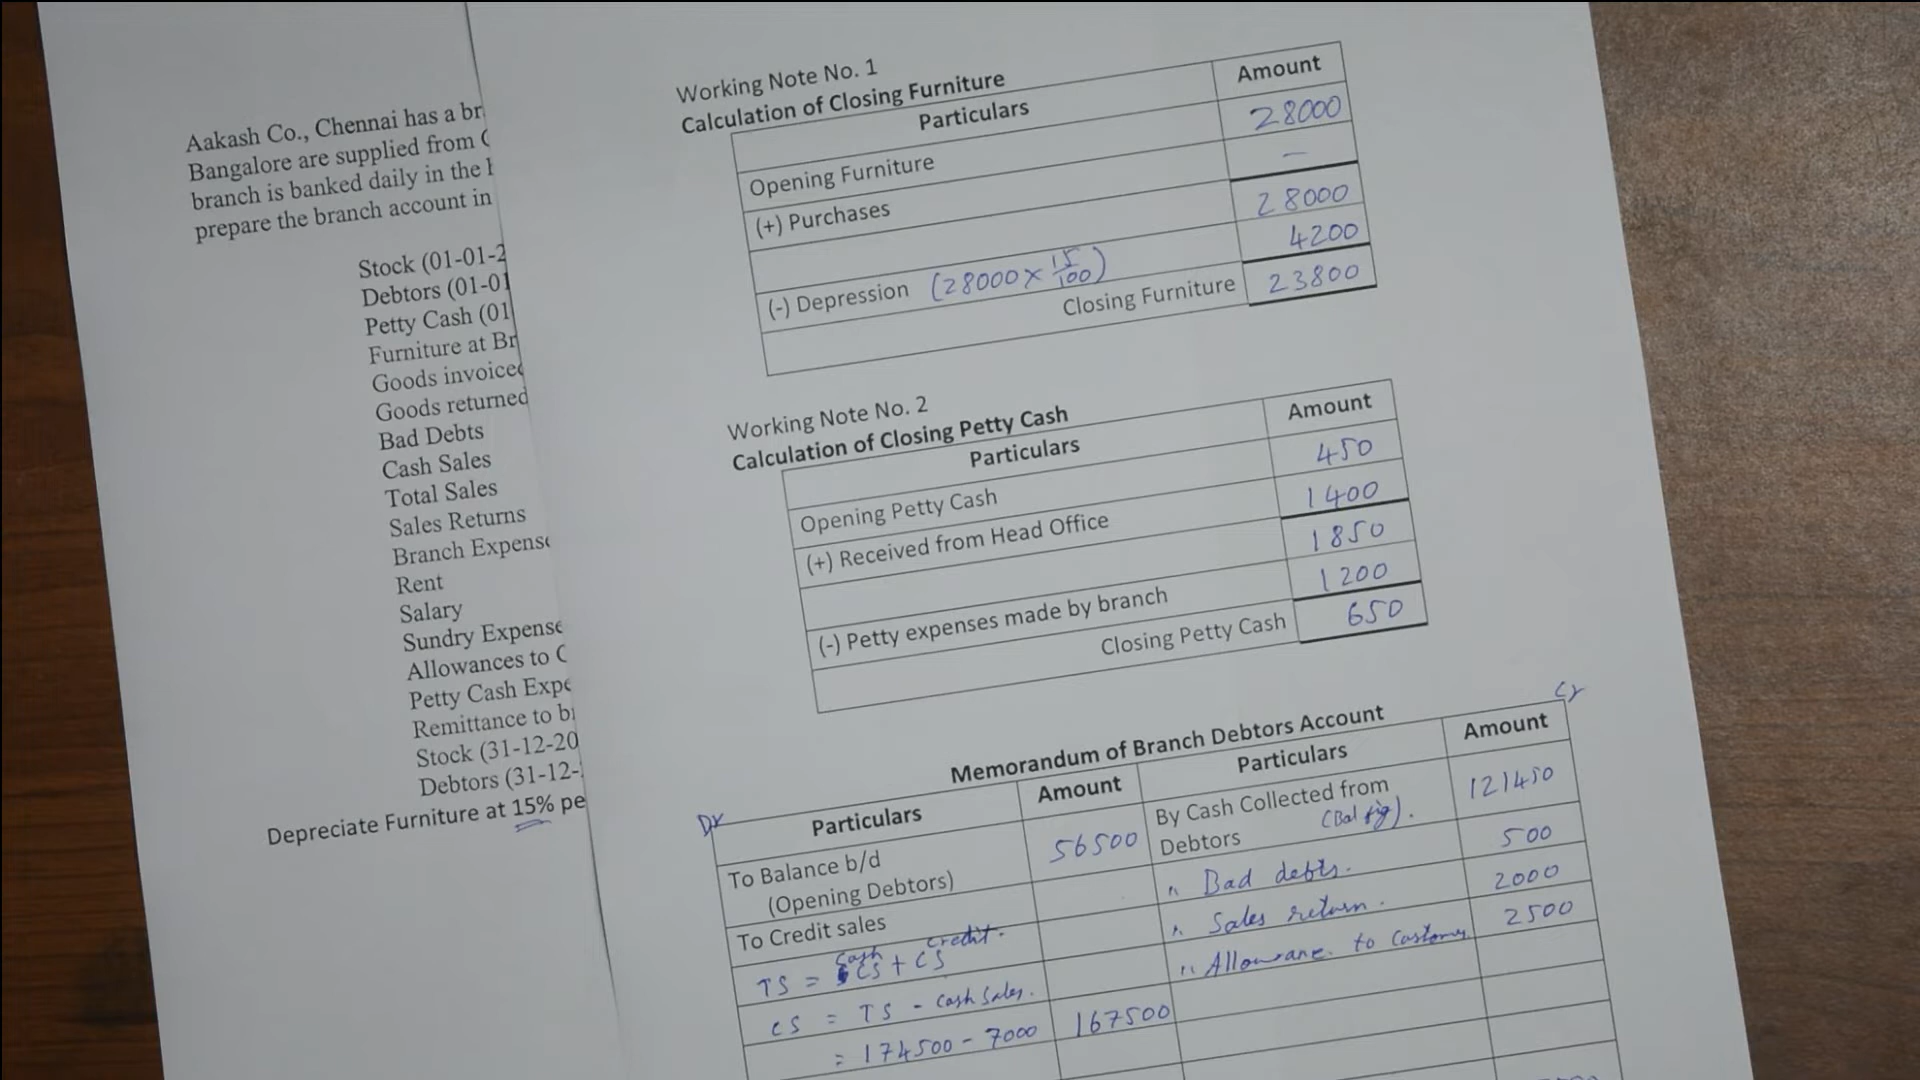 Aakash Co., Chennai has a br
Bangalore are supplied from
branch is banked daily in the
prepare the branch account in
Stock (01-01-2
Debtors (01-01
Petty Cash (01
Furniture at Br
Goods invoiced
Goods returned
Bad Debts
Cash Sales
Total Sales
Sales Returns
Branch Expense
Rent
Salary
Sundry Expense
Allowances to C
Petty Cash Expe
Remittance to b
Stock (31-12-20
Debtors (31-12-
Depreciate Furniture at 15% pe
Working Note No. 1
Calculation of Closing Furniture
Particulars Amount
Opening Furniture 28000
(+) Purchases —
28000
(-) Depression (28000 × 15/100) 4200
Closing Furniture 23800
Working Note No. 2
Calculation of Closing Petty Cash
Particulars Amount
Opening Petty Cash 450
(+) Received from Head Office 1400
1850
(-) Petty expenses made by branch 1200
Closing Petty Cash 650
Memorandum of Branch Debtors Account
Dr Cr
Particulars Amount Particulars Amount
To Balance b/d
(Opening Debtors) 56500
To Credit sales
Cash Credit.
TS = CS + CS
CS = TS - Cash Sales.
= 174500 - 7000 167500
By Cash Collected from
Debtors (Bal fig). 121450
" Bad debts. 500
" Sales return. 2000
" Allowane. to Customy 2500